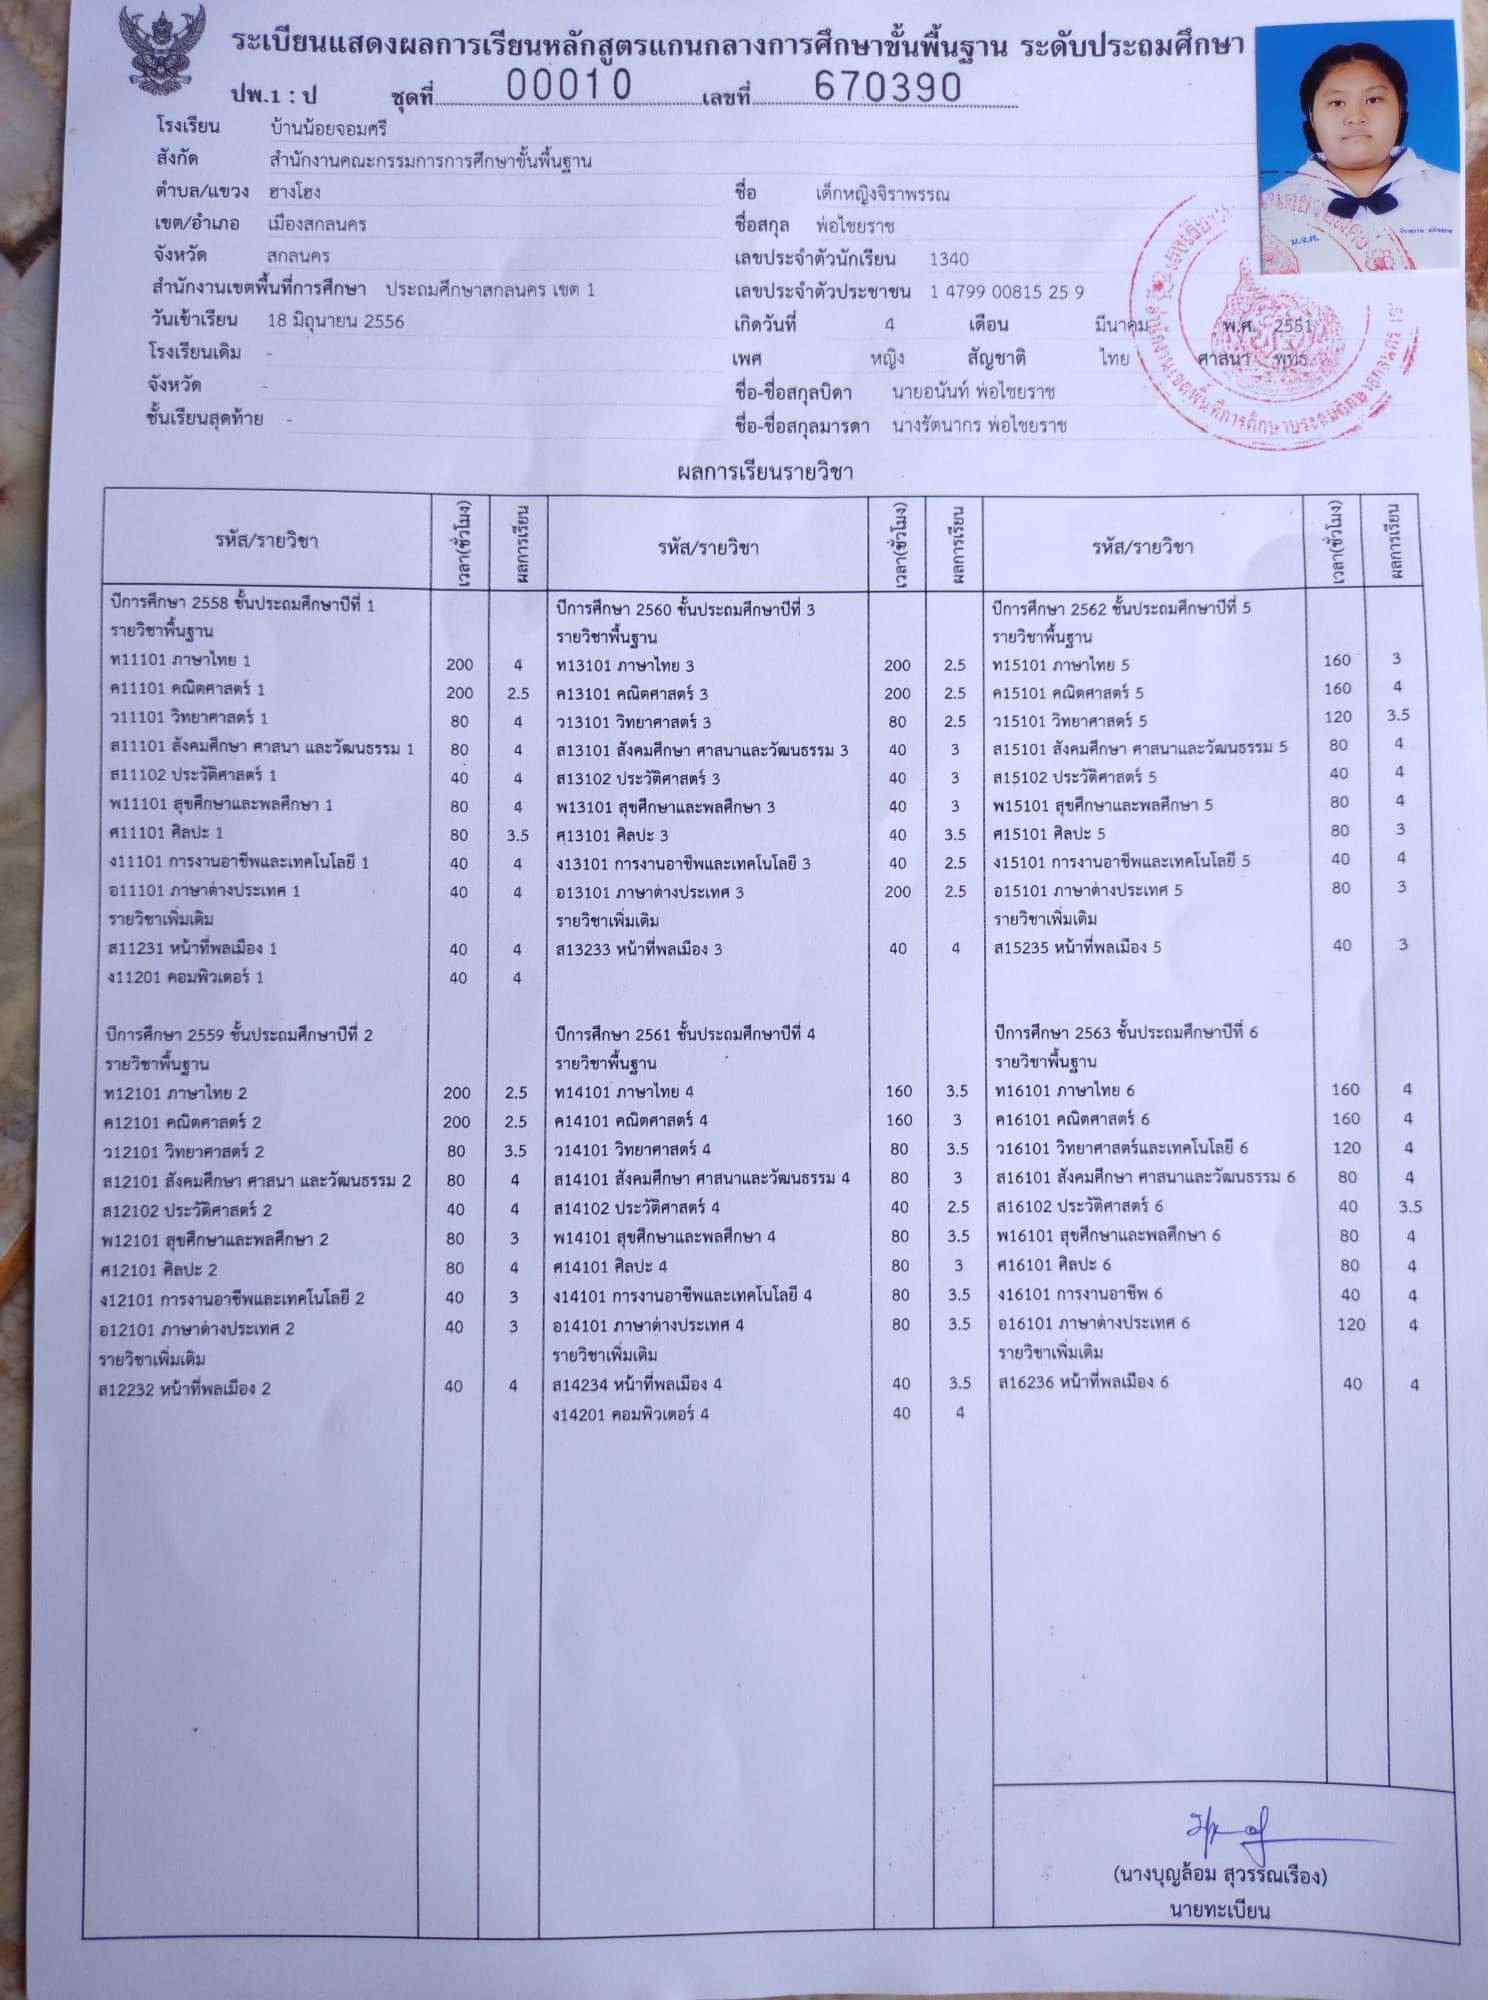 ระเบียนแสดงผลการเรียนหลักสูตรแกนกลางการศึกษาขั้นพื้นฐาน ระดับประถมศึกษา
ปพ.1 : ป ชุดที่ 00010 เลขที่ 670390
โรงเรียน บ้านน้อยจอมศรี
สังกัด สำนักงานคณะกรรมการการศึกษาขั้นพื้นฐาน
ตำบล/แขวง ฮางโฮง
เขต/อำเภอ เมืองสกลนคร
จังหวัด สกลนคร
สำนักงานเขตพื้นที่การศึกษา ประถมศึกษาสกลนคร เขต 1
วันเข้าเรียน 18 มิถุนายน 2556
โรงเรียนเดิม -
จังหวัด -
ชั้นเรียนสุดท้าย -
ชื่อ เด็กหญิงจิราพรรณ
ชื่อสกุล พ่อไชยราช
เลขประจำตัวนักเรียน 1340
เลขประจำตัวประชาชน 1 4799 00815 25 9
เกิดวันที่ 4 เดือน มีนาคม พ.ศ. 2551
เพศ หญิง สัญชาติ ไทย ศาสนา พุทธ
ชื่อ-ชื่อสกุลบิดา นายอนันท์ พ่อไชยราช
ชื่อ-ชื่อสกุลมารดา นางรัตนากร พ่อไชยราช
ผลการเรียนรายวิชา
รหัส/รายวิชา เวลา(ชั่วโมง) ผลการเรียน รหัส/รายวิชา เวลา(ชั่วโมง) ผลการเรียน รหัส/รายวิชา เวลา(ชั่วโมง) ผลการเรียน
ปีการศึกษา 2558 ชั้นประถมศึกษาปีที่ 1
รายวิชาพื้นฐาน
ท11101 ภาษาไทย 1 200 4
ค11101 คณิตศาสตร์ 1 200 2.5
ว11101 วิทยาศาสตร์ 1 80 4
ส11101 สังคมศึกษา ศาสนา และวัฒนธรรม 1 80 4
ส11102 ประวัติศาสตร์ 1 40 4
พ11101 สุขศึกษาและพลศึกษา 1 80 4
ศ11101 ศิลปะ 1 80 3.5
ง11101 การงานอาชีพและเทคโนโลยี 1 40 4
อ11101 ภาษาต่างประเทศ 1 40 4
รายวิชาเพิ่มเติม
ส11231 หน้าที่พลเมือง 1 40 4
ง11201 คอมพิวเตอร์ 1 40 4
ปีการศึกษา 2559 ชั้นประถมศึกษาปีที่ 2
รายวิชาพื้นฐาน
ท12101 ภาษาไทย 2 200 2.5
ค12101 คณิตศาสตร์ 2 200 2.5
ว12101 วิทยาศาสตร์ 2 80 3.5
ส12101 สังคมศึกษา ศาสนา และวัฒนธรรม 2 80 4
ส12102 ประวัติศาสตร์ 2 40 4
พ12101 สุขศึกษาและพลศึกษา 2 80 3
ศ12101 ศิลปะ 2 80 4
ง12101 การงานอาชีพและเทคโนโลยี 2 40 3
อ12101 ภาษาต่างประเทศ 2 40 3
รายวิชาเพิ่มเติม
ส12232 หน้าที่พลเมือง 2 40 4
ปีการศึกษา 2560 ชั้นประถมศึกษาปีที่ 3
รายวิชาพื้นฐาน
ท13101 ภาษาไทย 3 200 2.5
ค13101 คณิตศาสตร์ 3 200 2.5
ว13101 วิทยาศาสตร์ 3 80 2.5
ส13101 สังคมศึกษา ศาสนาและวัฒนธรรม 3 40 3
ส13102 ประวัติศาสตร์ 3 40 3
พ13101 สุขศึกษาและพลศึกษา 3 40 3
ศ13101 ศิลปะ 3 40 3.5
ง13101 การงานอาชีพและเทคโนโลยี 3 40 2.5
อ13101 ภาษาต่างประเทศ 3 200 2.5
รายวิชาเพิ่มเติม
ส13233 หน้าที่พลเมือง 3 40 4
ปีการศึกษา 2561 ชั้นประถมศึกษาปีที่ 4
รายวิชาพื้นฐาน
ท14101 ภาษาไทย 4 160 3.5
ค14101 คณิตศาสตร์ 4 160 3
ว14101 วิทยาศาสตร์ 4 80 3.5
ส14101 สังคมศึกษา ศาสนาและวัฒนธรรม 4 80 3
ส14102 ประวัติศาสตร์ 4 40 2.5
พ14101 สุขศึกษาและพลศึกษา 4 80 3.5
ศ14101 ศิลปะ 4 80 3
ง14101 การงานอาชีพและเทคโนโลยี 4 80 3.5
อ14101 ภาษาต่างประเทศ 4 80 3.5
รายวิชาเพิ่มเติม
ส14234 หน้าที่พลเมือง 4 40 3.5
ง14201 คอมพิวเตอร์ 4 40 4
ปีการศึกษา 2562 ชั้นประถมศึกษาปีที่ 5
รายวิชาพื้นฐาน
ท15101 ภาษาไทย 5 160 3
ค15101 คณิตศาสตร์ 5 160 4
ว15101 วิทยาศาสตร์ 5 120 3.5
ส15101 สังคมศึกษา ศาสนาและวัฒนธรรม 5 80 4
ส15102 ประวัติศาสตร์ 5 40 4
พ15101 สุขศึกษาและพลศึกษา 5 80 4
ศ15101 ศิลปะ 5 80 3
ง15101 การงานอาชีพและเทคโนโลยี 5 40 4
อ15101 ภาษาต่างประเทศ 5 80 3
รายวิชาเพิ่มเติม
ส15235 หน้าที่พลเมือง 5 40 3
ปีการศึกษา 2563 ชั้นประถมศึกษาปีที่ 6
รายวิชาพื้นฐาน
ท16101 ภาษาไทย 6 160 4
ค16101 คณิตศาสตร์ 6 160 4
ว16101 วิทยาศาสตร์และเทคโนโลยี 6 120 4
ส16101 สังคมศึกษา ศาสนาและวัฒนธรรม 6 80 4
ส16102 ประวัติศาสตร์ 6 40 3.5
พ16101 สุขศึกษาและพลศึกษา 6 80 4
ศ16101 ศิลปะ 6 80 4
ง16101 การงานอาชีพ 6 40 4
อ16101 ภาษาต่างประเทศ 6 120 4
รายวิชาเพิ่มเติม
ส16236 หน้าที่พลเมือง 6 40 4
(นางบุญล้อม สุวรรณเรือง)
นายทะเบียน